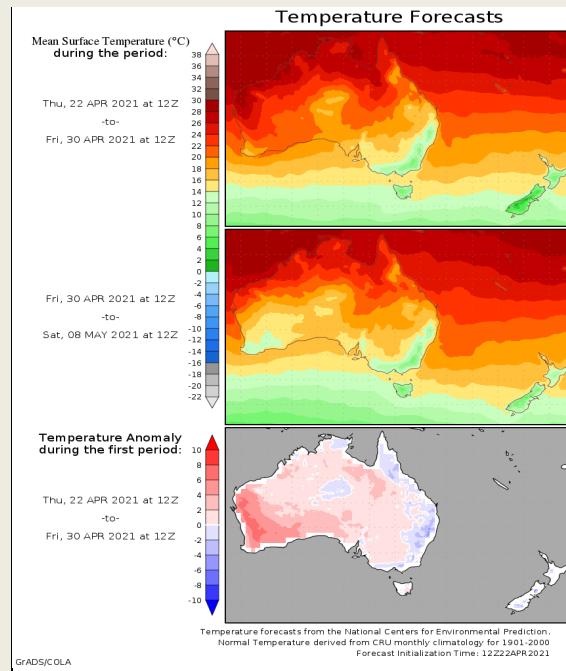 Temperature Forecasts
Mean Surface Temperature (°C)
during the period:
Thu, 22 APR 2021 at 12Z
-to-
Fri, 30 APR 2021 at 12Z
38
36
34
32
30
28
26
24
22
20
18
16
14
12
10
8
6
4
2
0
-2
-4
-6
-8
-10
-12
-14
-16
-18
-20
-22
Fri, 30 APR 2021 at 12Z
-to-
Sat, 08 MAY 2021 at 12Z
Temperature Anomaly
during the first period:
Thu, 22 APR 2021 at 12Z
-to-
Fri, 30 APR 2021 at 12Z
10
8
6
4
2
0
-2
-4
-6
-8
-10
Temperature forecasts from the National Centers for Environmental Prediction.
Normal Temperature derived from CRU monthly climatology for 1901-2000
Forecast Initialization Time: 12Z22APR2021
GrADS/COLA